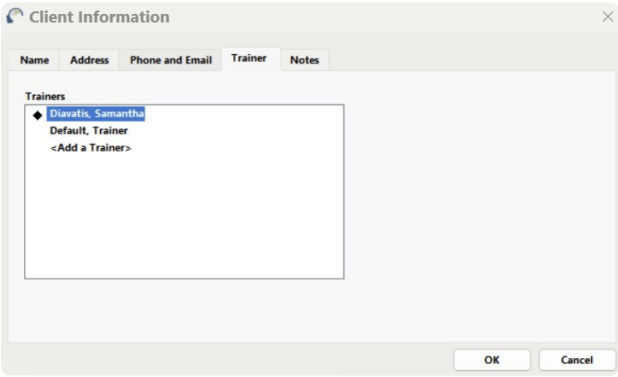 Client Information
Name Address Phone and Email Trainer Notes
Trainers
Diavatis, Samantha
Default, Trainer
<Add a Trainer>
OK Cancel